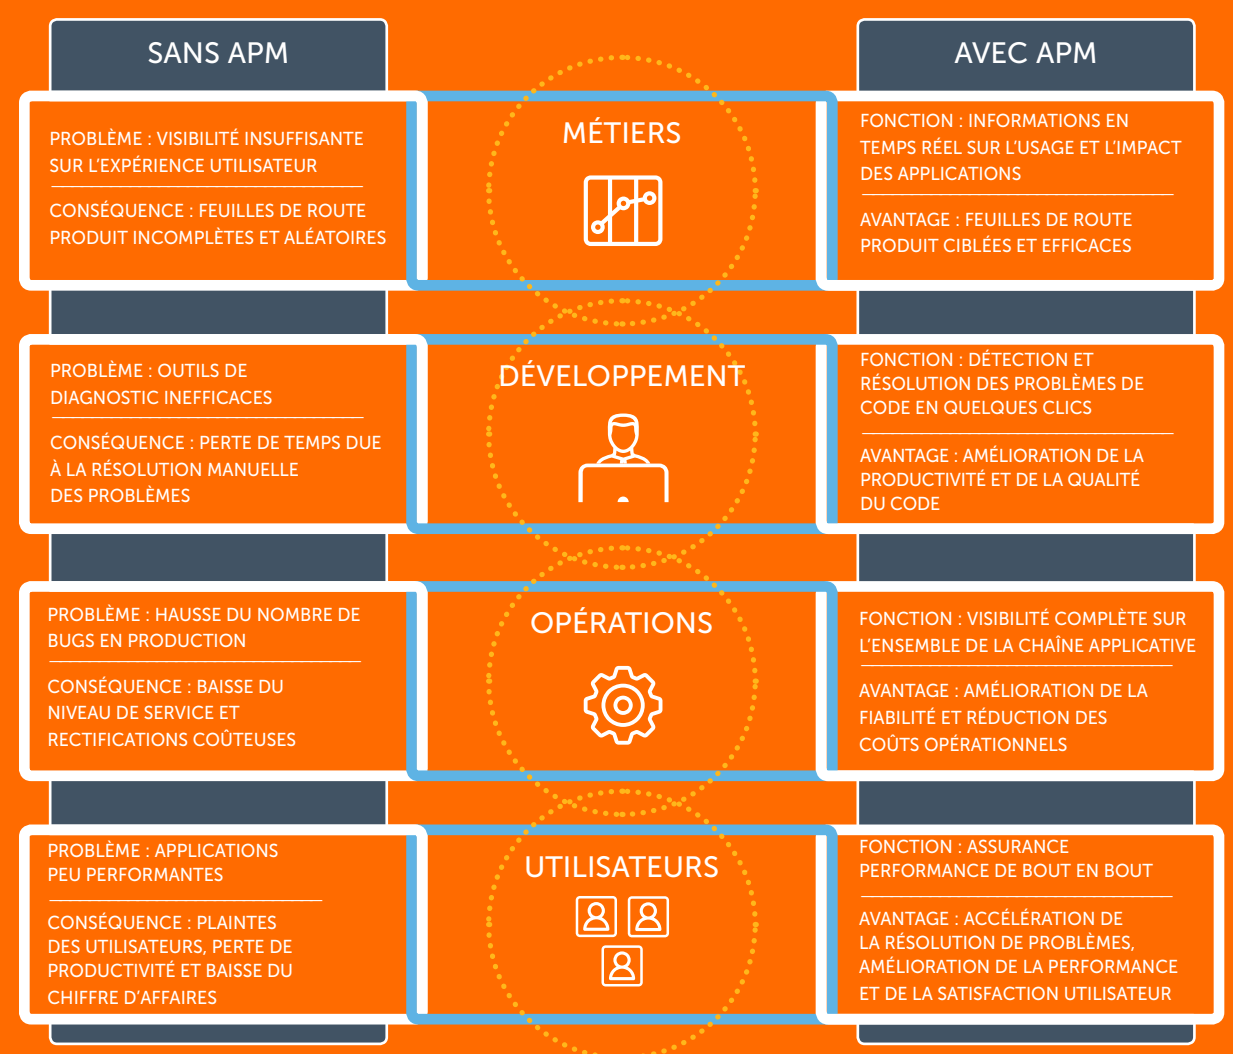 SANS APM
AVEC APM
MÉTIERS
PROBLÈME : VISIBILITÉ INSUFFISANTE
SUR L'EXPÉRIENCE UTILISATEUR
CONSÉQUENCE : FEUILLES DE ROUTE
PRODUIT INCOMPLÈTES ET ALÉATOIRES
FONCTION : INFORMATIONS EN
TEMPS RÉEL SUR L'USAGE ET L'IMPACT
DES APPLICATIONS
AVANTAGE : FEUILLES DE ROUTE
PRODUIT CIBLÉES ET EFFICACES
DÉVELOPPEMENT
PROBLÈME : OUTILS DE
DIAGNOSTIC INEFFICACES
CONSÉQUENCE : PERTE DE TEMPS DUE
À LA RÉSOLUTION MANUELLE
DES PROBLÈMES
FONCTION : DÉTECTION ET
RÉSOLUTION DES PROBLÈMES DE
CODE EN QUELQUES CLICS
AVANTAGE : AMÉLIORATION DE LA
PRODUCTIVITÉ ET DE LA QUALITÉ
DU CODE
OPÉRATIONS
PROBLÈME : HAUSSE DU NOMBRE DE
BUGS EN PRODUCTION
CONSÉQUENCE : BAISSE DU
NIVEAU DE SERVICE ET
RECTIFICATIONS COÛTEUSES
FONCTION : VISIBILITÉ COMPLÈTE SUR
L'ENSEMBLE DE LA CHAÎNE APPLICATIVE
AVANTAGE : AMÉLIORATION DE LA
FIABILITÉ ET RÉDUCTION DES
COÛTS OPÉRATIONNELS
UTILISATEURS
PROBLÈME : APPLICATIONS
PEU PERFORMANTES
CONSÉQUENCE : PLAINTES
DES UTILISATEURS, PERTE DE
PRODUCTIVITÉ ET BAISSE DU
CHIFFRE D'AFFAIRES
FONCTION : ASSURANCE
PERFORMANCE DE BOUT EN BOUT
AVANTAGE : ACCÉLÉRATION DE
LA RÉSOLUTION DE PROBLÈMES,
AMÉLIORATION DE LA PERFORMANCE
ET DE LA SATISFACTION UTILISATEUR